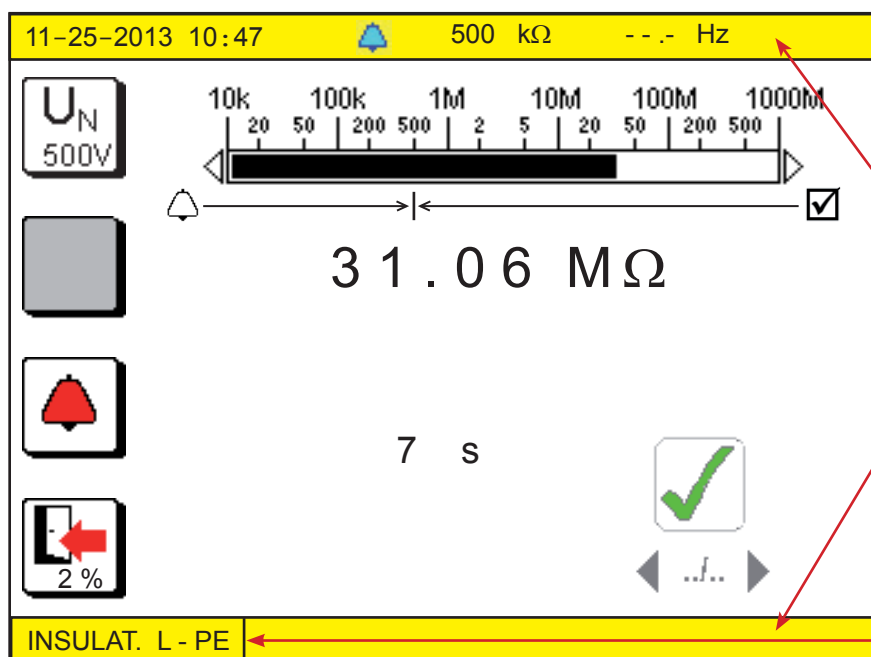 11-25-2013 10:47 500 kΩ - - .- Hz
U_N
500V
10k 100k 1M 10M 100M 1000M
20 50 200 500 2 5 20 50 200 500
31.06 MΩ
7 s
2 %
../..
INSULAT. L - PE